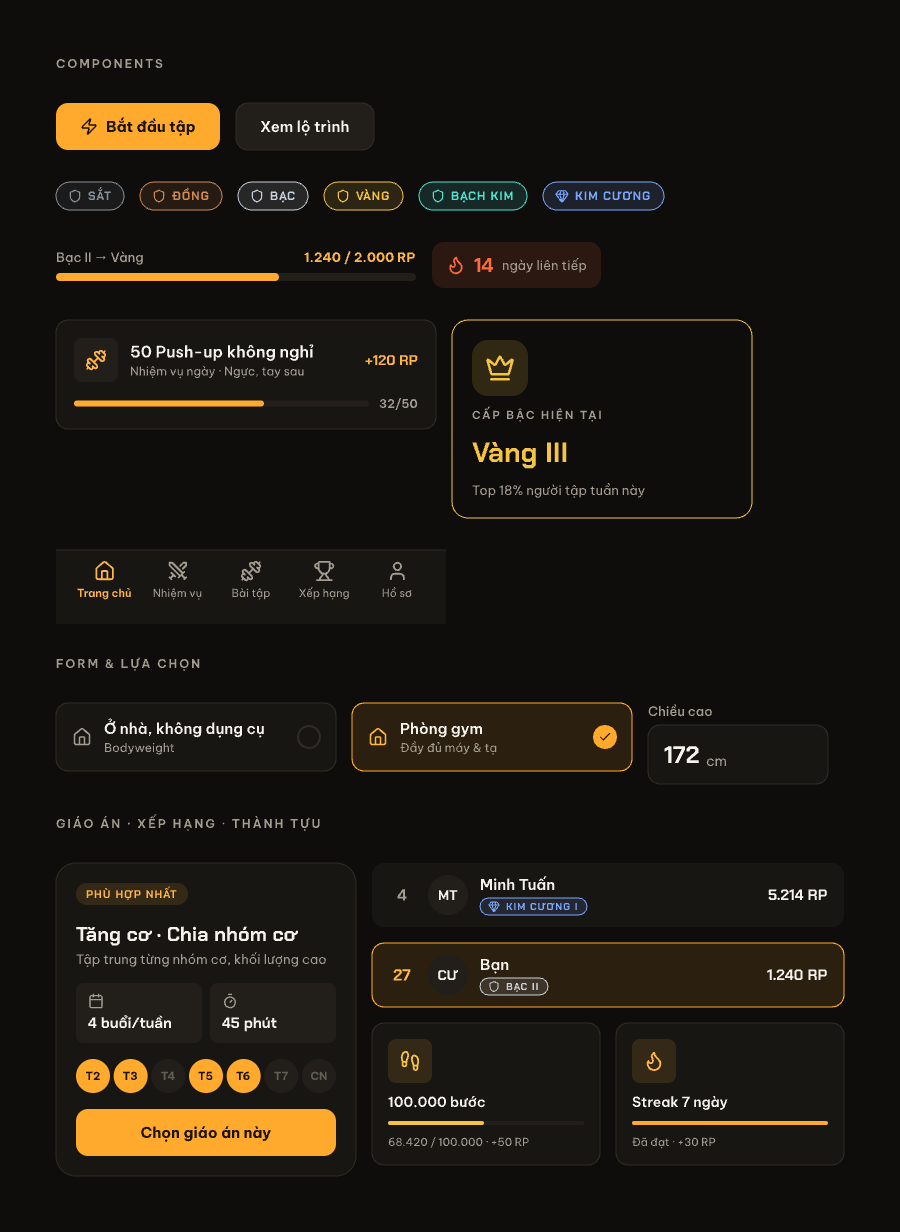 COMPONENTS
Bắt đầu tập
Xem lộ trình
SẮT
ĐỒNG
BẠC
VÀNG
BẠCH KIM
KIM CƯƠNG
Bạc II → Vàng
1.240 / 2.000 RP
14 ngày liên tiếp
50 Push-up không nghỉ
Nhiệm vụ ngày · Ngực, tay sau
+120 RP
32/50
CẤP BẬC HIỆN TẠI
Vàng III
Top 18% người tập tuần này
Trang chủ
Nhiệm vụ
Bài tập
Xếp hạng
Hồ sơ
FORM & LỰA CHỌN
Ở nhà, không dụng cụ
Bodyweight
Phòng gym
Đầy đủ máy & tạ
Chiều cao
172 cm
GIÁO ÁN · XẾP HẠNG · THÀNH TỰU
PHÙ HỢP NHẤT
Tăng cơ · Chia nhóm cơ
Tập trung từng nhóm cơ, khối lượng cao
4 buổi/tuần
45 phút
T2
T3
T4
T5
T6
T7
CN
Chọn giáo án này
4
MT
Minh Tuấn
KIM CƯƠNG I
5.214 RP
27
CƯ
Bạn
BẠC II
1.240 RP
100.000 bước
68.420 / 100.000 · +50 RP
Streak 7 ngày
Đã đạt · +30 RP